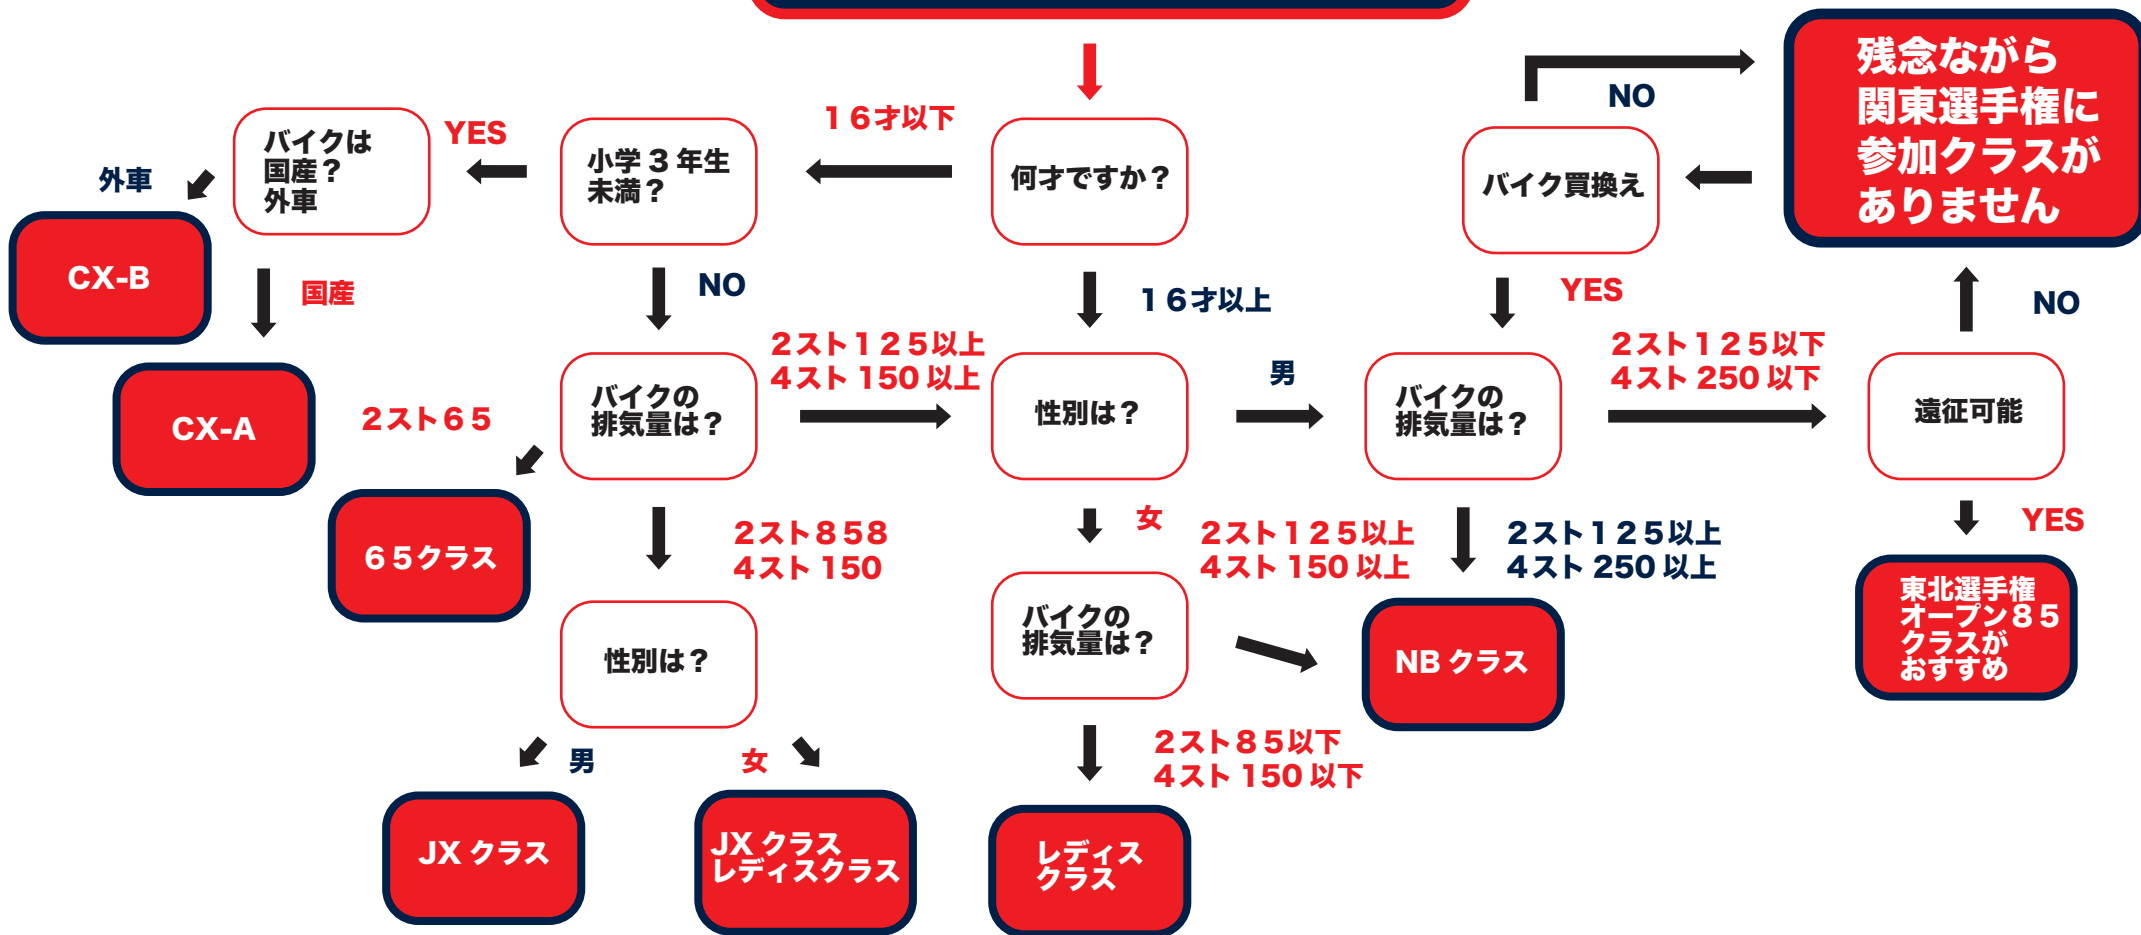 残念ながら
関東選手権に
参加クラスが
ありません
NO
バイクは
国産？
外車
YES
小学３年生
未満？
１６才以下
何才ですか？
バイク買換え
外車
CX-B
国産
NO
１６才以上
YES
NO
CX-A
２スト６５
バイクの
排気量は？
２スト１２５以上
４スト 150 以上
性別は？
男
バイクの
排気量は？
２スト１２５以下
４スト 250 以下
遠征可能
６５クラス
２スト８５8
４スト 150
女
２スト１２５以上
４スト 150 以上
２スト１２５以上
４スト 250 以上
YES
性別は？
バイクの
排気量は？
NB クラス
東北選手権
オープン８５
クラスが
おすすめ
男
女
２スト８５以下
４スト 150 以下
JX クラス
JX クラス
レディスクラス
レディス
クラス